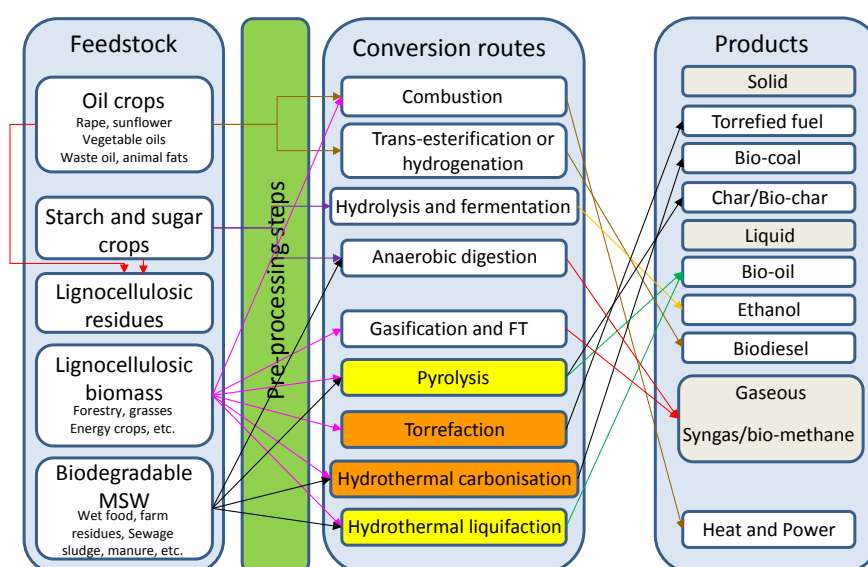 Feedstock
Oil crops
Rape, sunflower
Vegetable oils
Waste oil, animal fats
Starch and sugar
crops
Lignocellulosic
residues
Lignocellulosic
biomass
Forestry, grasses
Energy crops, etc.
Biodegradable
MSW
Wet food, farm
residues, Sewage
sludge, manure, etc.
Pre-processing steps
Conversion routes
Combustion
Trans-esterification or
hydrogenation
Hydrolysis and fermentation
Anaerobic digestion
Gasification and FT
Pyrolysis
Torrefaction
Hydrothermal carbonisation
Hydrothermal liquifaction
Products
Solid
Torrefied fuel
Bio-coal
Char/Bio-char
Liquid
Bio-oil
Ethanol
Biodiesel
Gaseous
Syngas/bio-methane
Heat and Power